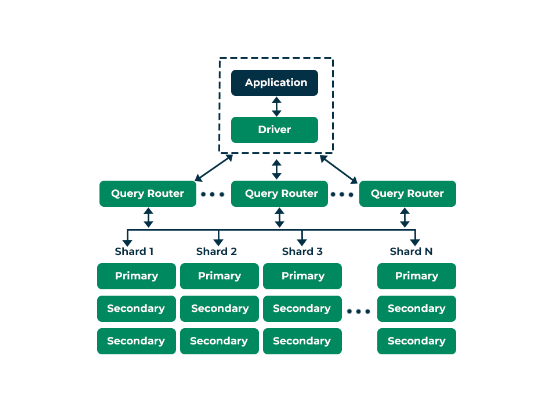 Application
Driver
Query Router
Query Router
Query Router
Shard 1
Shard 2
Shard 3
Shard N
Primary
Primary
Primary
Primary
Secondary
Secondary
Secondary
Secondary
Secondary
Secondary
Secondary
Secondary